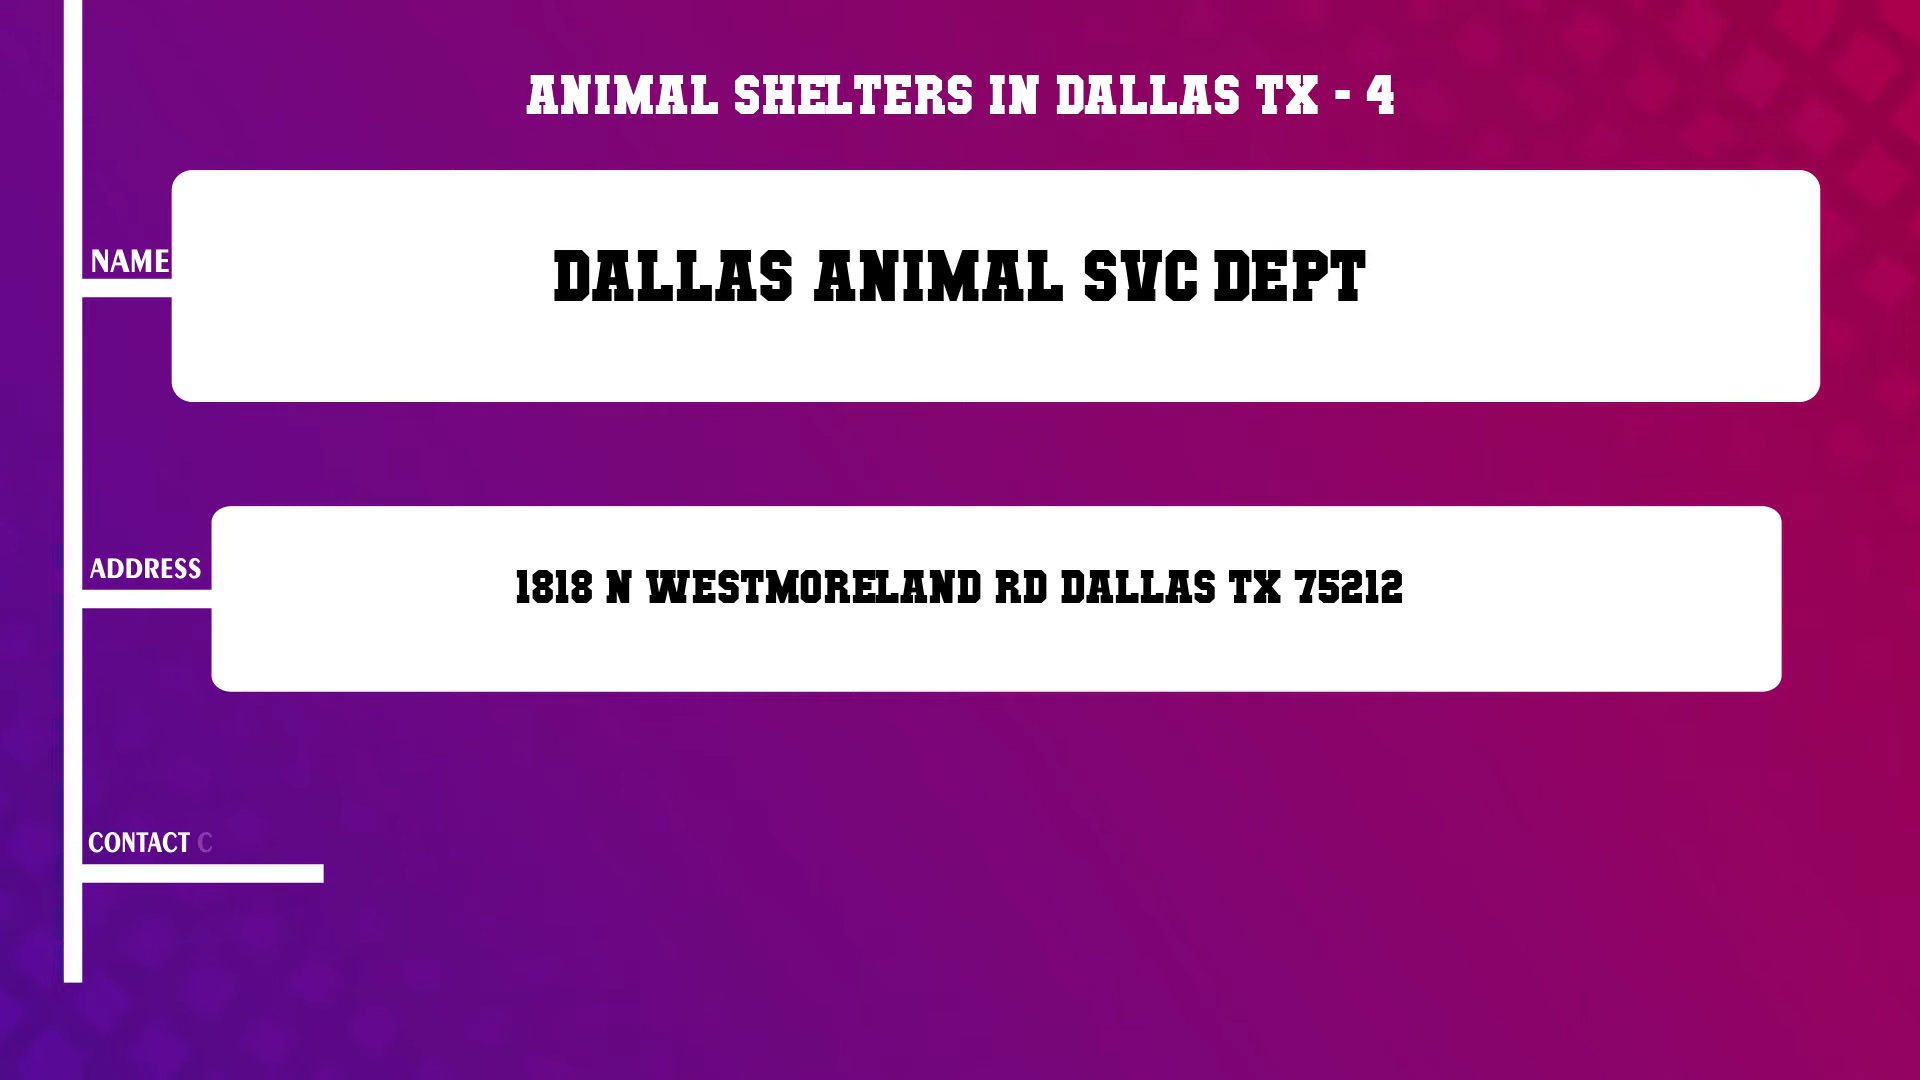 ANIMAL SHELTERS IN DALLAS TX - 4
NAME
DALLAS ANIMAL SVC DEPT
ADDRESS
1818 N WESTMORELAND RD DALLAS TX 75212
CONTACT C